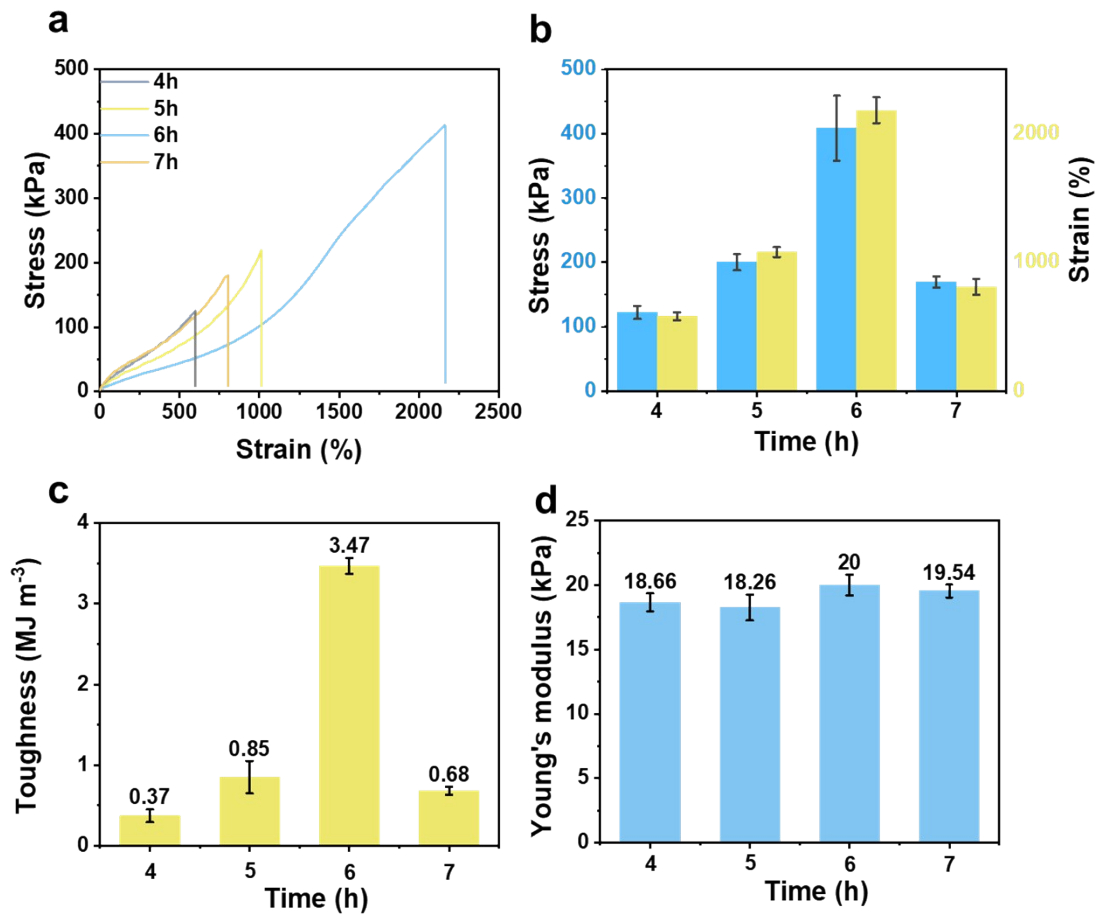 a
500
400
300
200
100
0
Stress (kPa)
4h
5h
6h
7h
0 500 1000 1500 2000 2500
Strain (%)
b
500
400
300
200
100
0
Stress (kPa)
2000
1000
0
Strain (%)
4 5 6 7
Time (h)
c
4
3
2
1
0
Toughness (MJ m⁻³)
0.37
0.85
3.47
0.68
4 5 6 7
Time (h)
d
25
20
15
10
5
0
Young's modulus (kPa)
18.66
18.26
20
19.54
4 5 6 7
Time (h)